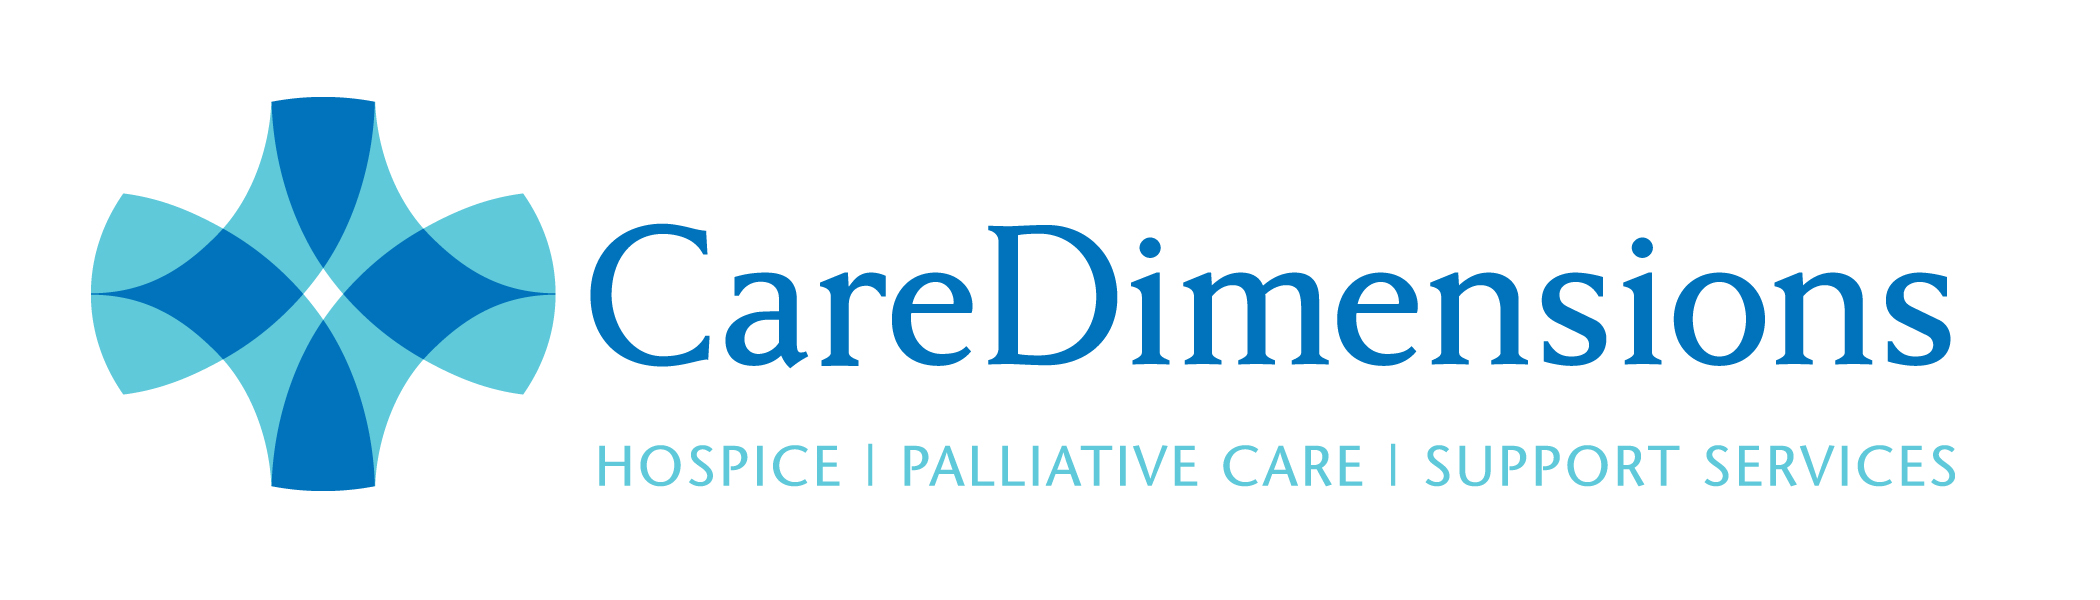 CareDimensions
HOSPICE | PALLIATIVE CARE | SUPPORT SERVICES